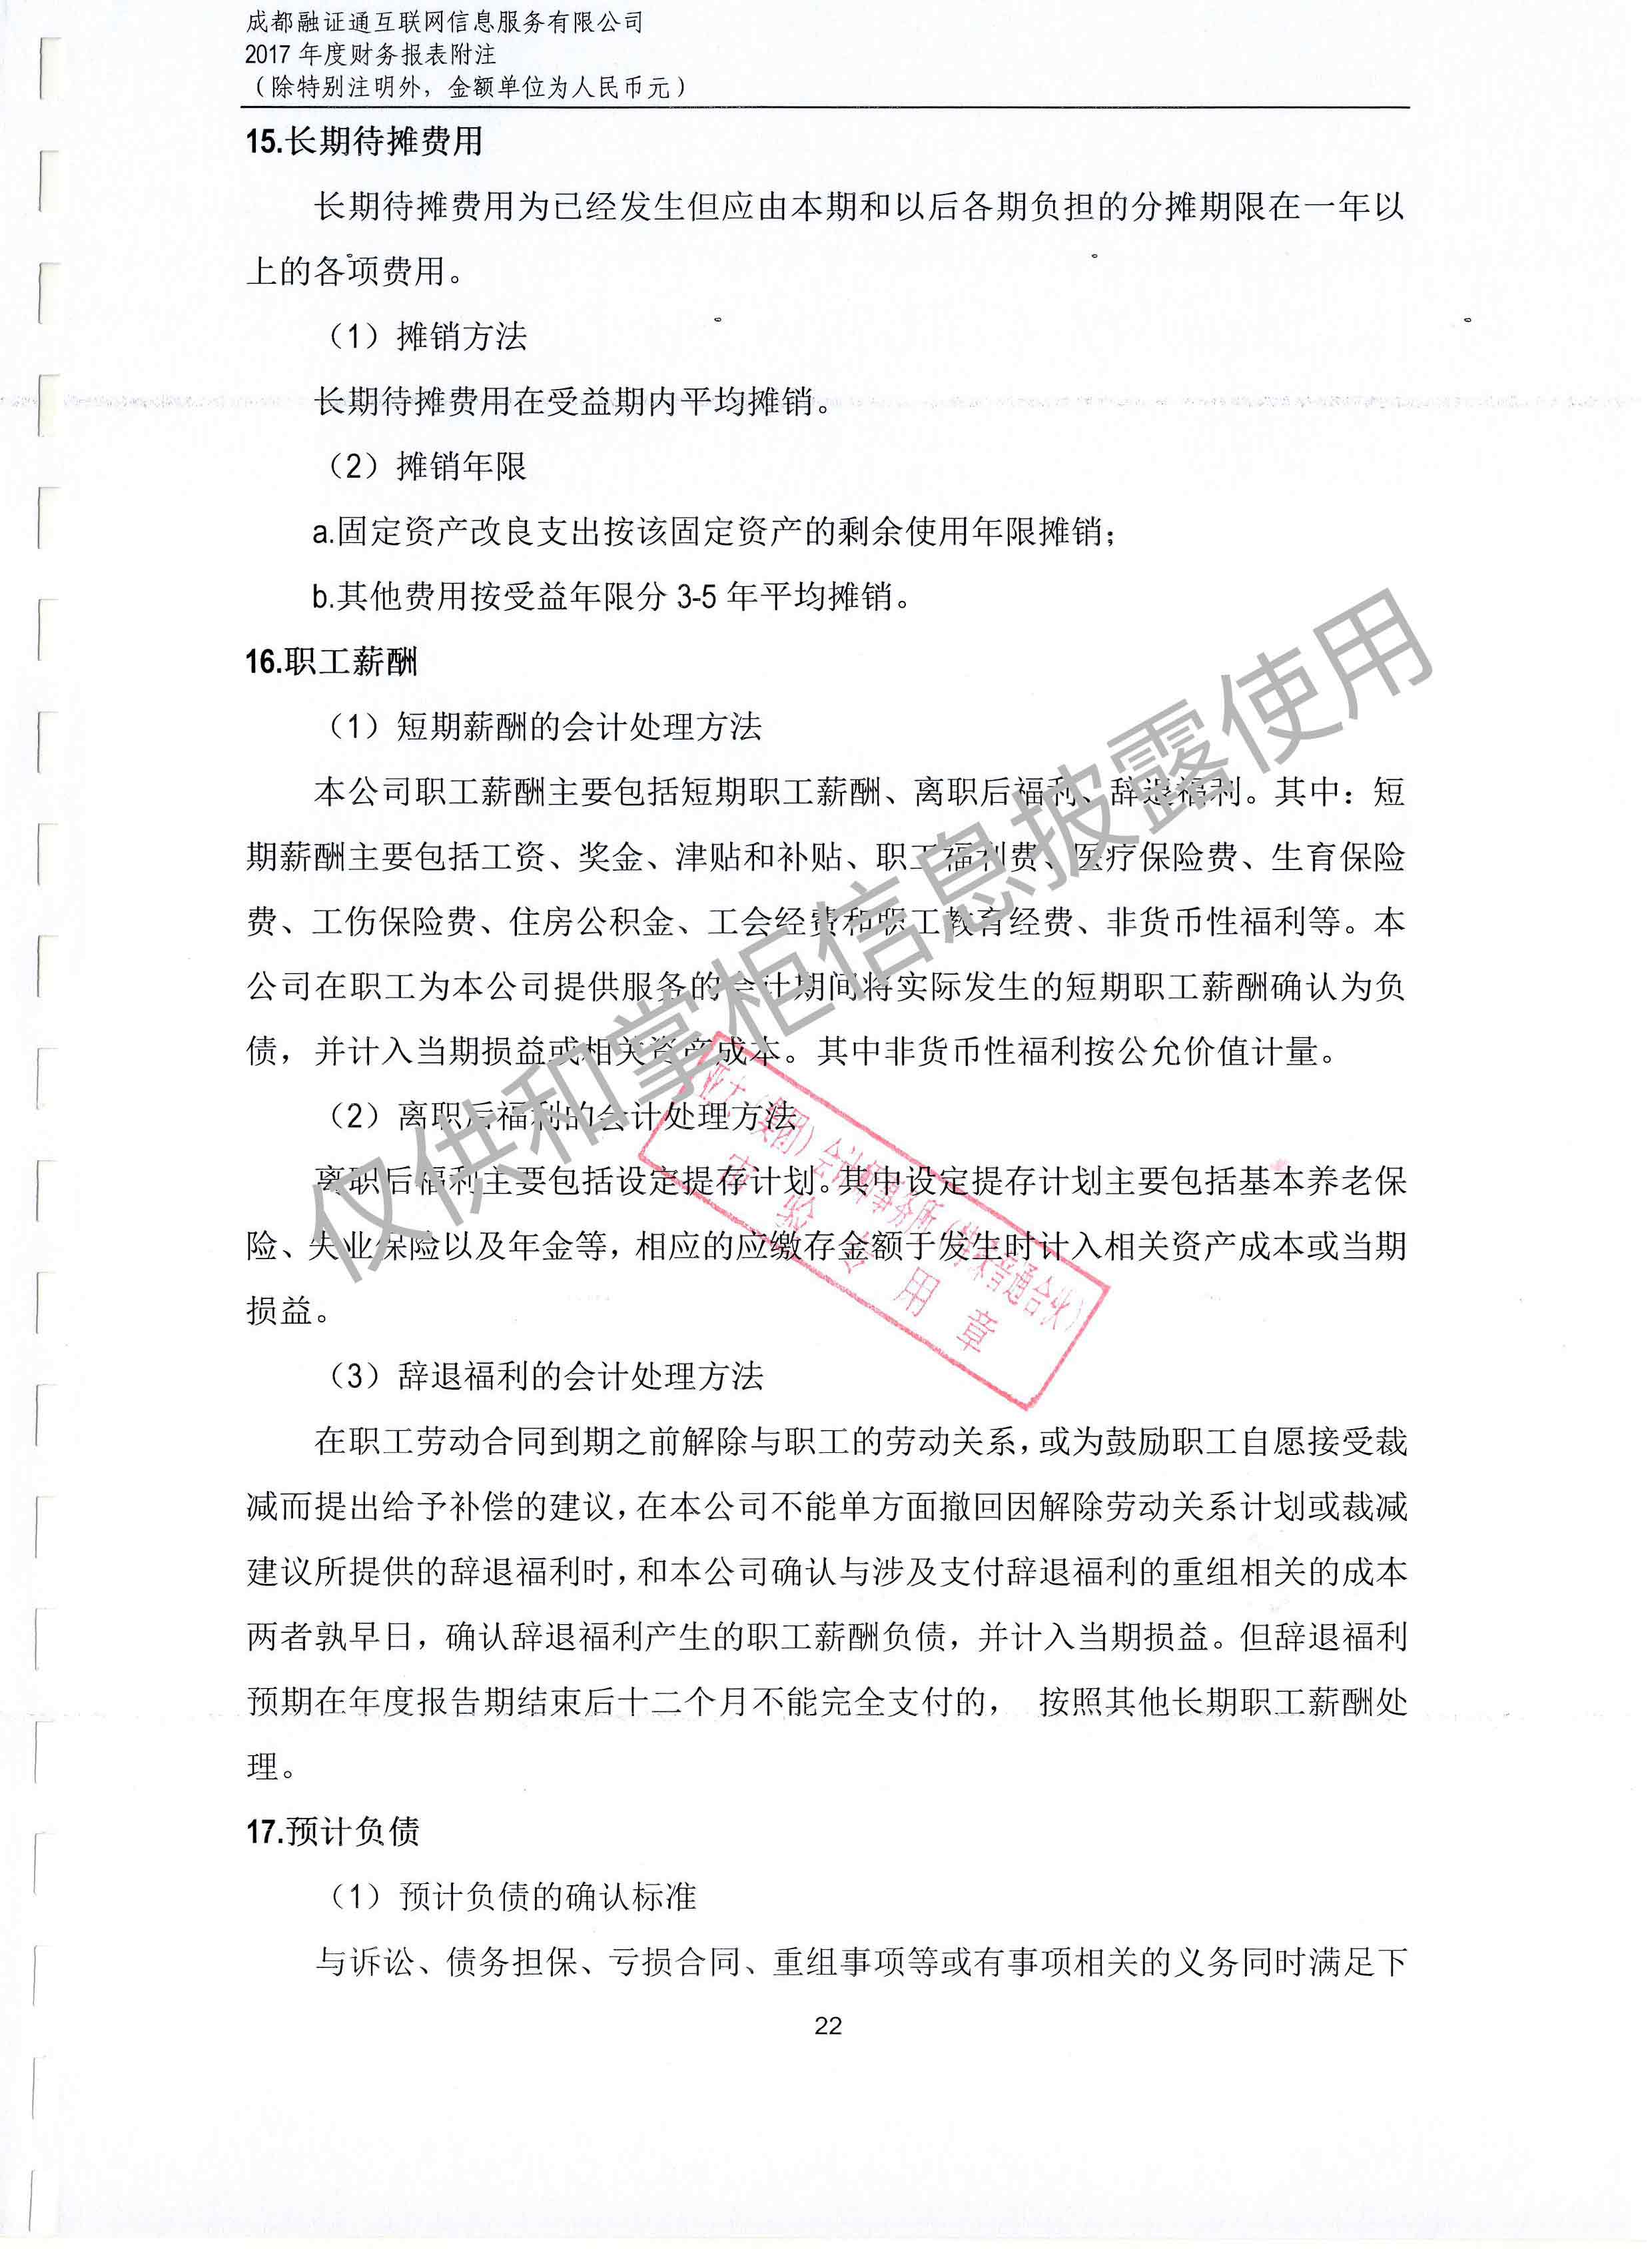 成都融证通互联网信息服务有限公司
2017 年度财务报表附注
（除特别注明外，金额单位为人民币元）
15.长期待摊费用
长期待摊费用为已经发生但应由本期和以后各期负担的分摊期限在一年以
上的各项费用。
（1）摊销方法
长期待摊费用在受益期内平均摊销。
（2）摊销年限
a.固定资产改良支出按该固定资产的剩余使用年限摊销；
b.其他费用按受益年限分 3-5 年平均摊销。
16.职工薪酬
（1）短期薪酬的会计处理方法
本公司职工薪酬主要包括短期职工薪酬、离职后福利、辞退福利。其中：短
期薪酬主要包括工资、奖金、津贴和补贴、职工福利费、医疗保险费、生育保险
费、工伤保险费、住房公积金、工会经费和职工教育经费、非货币性福利等。本
公司在职工为本公司提供服务的会计期间将实际发生的短期职工薪酬确认为负
债，并计入当期损益或相关资产成本。其中非货币性福利按公允价值计量。
（2）离职后福利的会计处理方法
离职后福利主要包括设定提存计划。其中设定提存计划主要包括基本养老保
险、失业保险以及年金等，相应的应缴存金额于发生时计入相关资产成本或当期
损益。
（3）辞退福利的会计处理方法
在职工劳动合同到期之前解除与职工的劳动关系，或为鼓励职工自愿接受裁
减而提出给予补偿的建议，在本公司不能单方面撤回因解除劳动关系计划或裁减
建议所提供的辞退福利时，和本公司确认与涉及支付辞退福利的重组相关的成本
两者孰早日，确认辞退福利产生的职工薪酬负债，并计入当期损益。但辞退福利
预期在年度报告期结束后十二个月不能完全支付的， 按照其他长期职工薪酬处
理。
17.预计负债
（1）预计负债的确认标准
与诉讼、债务担保、亏损合同、重组事项等或有事项相关的义务同时满足下
22
仅供和掌柜信息披露使用
亚太（集团）会计师事务所（特殊普通合伙）
审验专用章